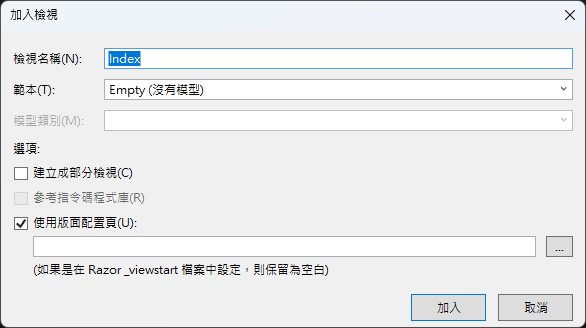 加入檢視
檢視名稱(N): Index
範本(T): Empty (沒有模型)
模型類別(M):
選項:
建立成部分檢視(C)
參考指令碼程式庫(R)
使用版面配置頁(U):
...
(如果是在 Razor _viewstart 檔案中設定，則保留為空白)
加入 取消